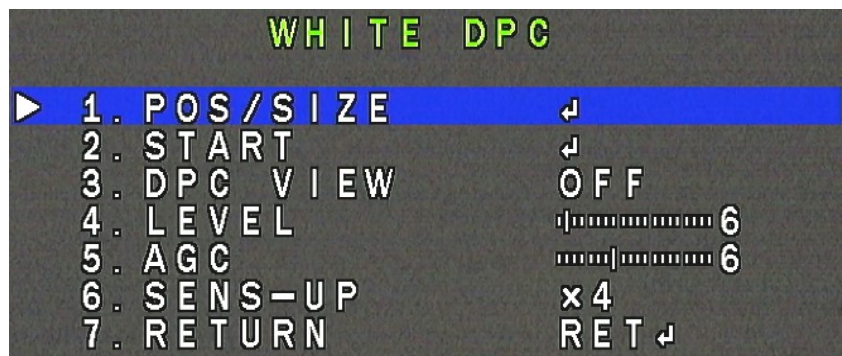 WHITE DPC
1. POS/SIZE ↵
2. START ↵
3. DPC VIEW OFF
4. LEVEL 6
5. AGC 6
6. SENS-UP ×4
7. RETURN RET↵